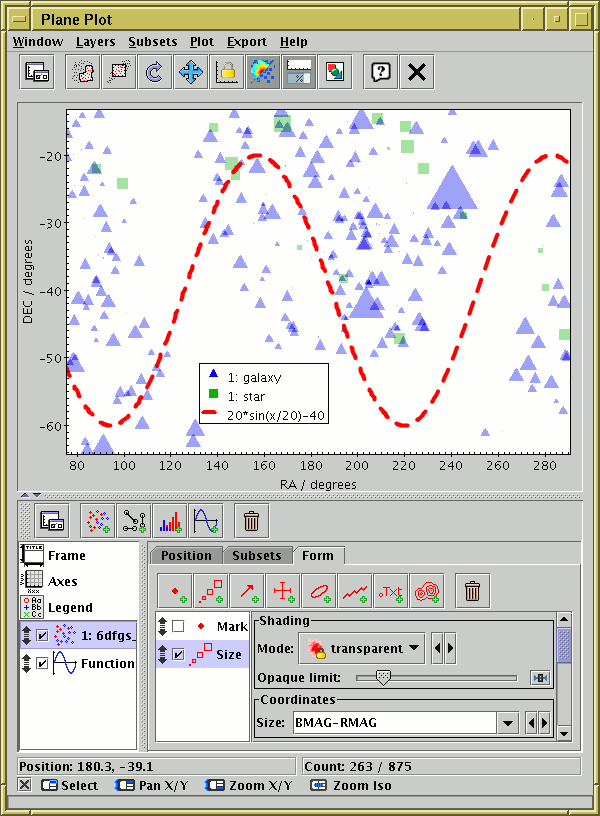 Plane Plot
Window Layers Subsets Plot Export Help
DEC / degrees
-20
-30
-40
-50
-60
1: galaxy
1: star
20*sin(x/20)-40
80 100 120 140 160 180 200 220 240 260 280
RA / degrees
Position Subsets Form
Frame
Axes
Legend
1: 6dfgs_
Function
Mark
Size
Shading
Mode: transparent
Opaque limit:
Coordinates
Size: BMAG-RMAG
Position: 180.3, -39.1 Count: 263 / 875
Select Pan X/Y Zoom X/Y Zoom Iso